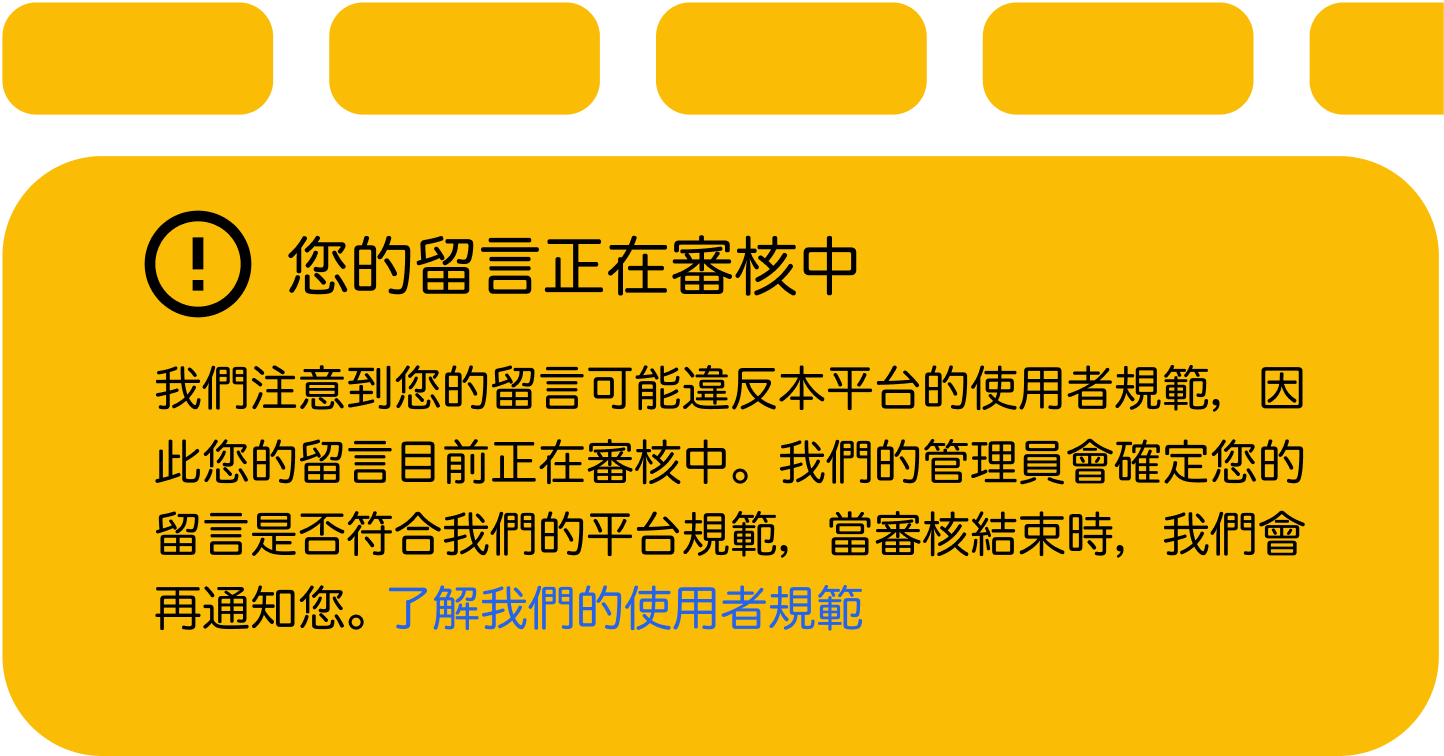 您的留言正在審核中
我們注意到您的留言可能違反本平台的使用者規範，因
此您的留言目前正在審核中。我們的管理員會確定您的
留言是否符合我們的平台規範，當審核結束時，我們會
再通知您。了解我們的使用者規範